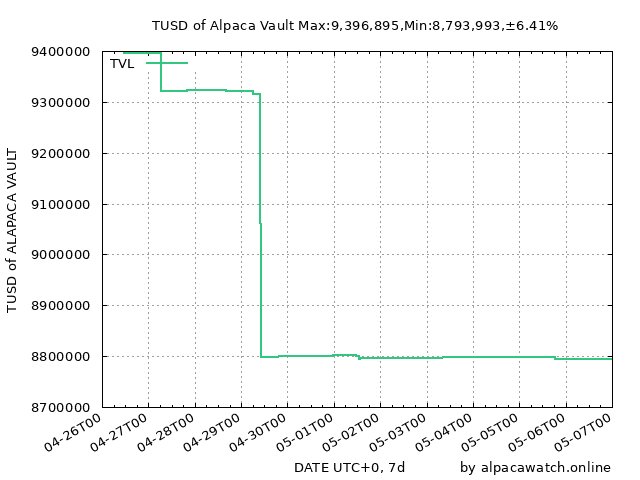 TUSD of Alpaca Vault Max:9,396,895,Min:8,793,993,±6.41%
TUSD of ALAPACA VAULT
TVL
9400000
9300000
9200000
9100000
9000000
8900000
8800000
8700000
04-26T00
04-27T00
04-28T00
04-29T00
04-30T00
05-01T00
05-02T00
05-03T00
05-04T00
05-05T00
05-06T00
05-07T00
DATE UTC+0, 7d
by alpacawatch.online